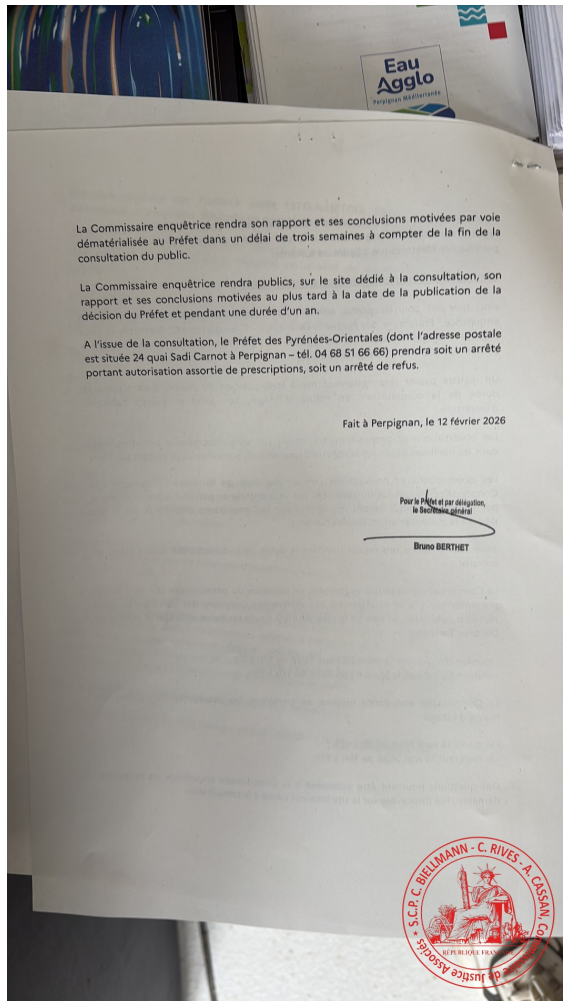 Eau
Agglo
Perpignan Méditerranée
La Commissaire enquêtrice rendra son rapport et ses conclusions motivées par voie
dématérialisée au Préfet dans un délai de trois semaines à compter de la fin de la
consultation du public.
La Commissaire enquêtrice rendra publics, sur le site dédié à la consultation, son
rapport et ses conclusions motivées au plus tard à la date de la publication de la
décision du Préfet et pendant une durée d'un an.
A l'issue de la consultation, le Préfet des Pyrénées-Orientales (dont l'adresse postale
est située 24 quai Sadi Carnot à Perpignan – tél. 04 68 51 66 66) prendra soit un arrêté
portant autorisation assortie de prescriptions, soit un arrêté de refus.
Fait à Perpignan, le 12 février 2026
Pour le Préfet et par délégation,
le Secrétaire général
Bruno BERTHET
S.C.P. C. BIELLMANN - C. RIVES - A. CASSAN, de Justice Associés
RÉPUBLIQUE